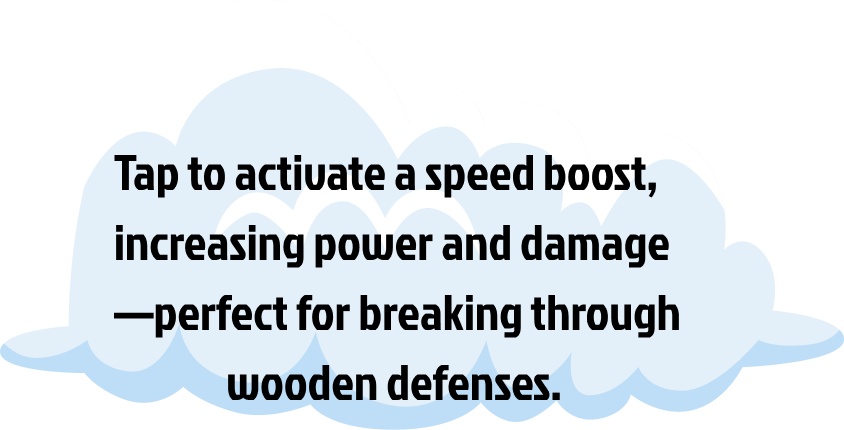 Tap to activate a speed boost,
increasing power and damage
—perfect for breaking through
wooden defenses.